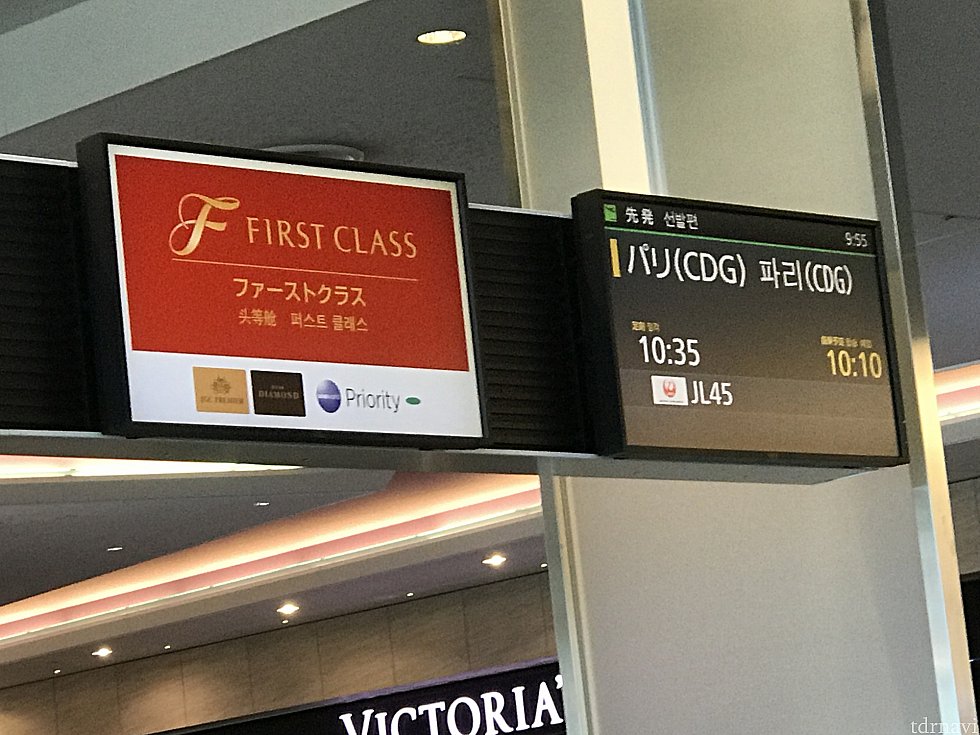 F FIRST CLASS
ファーストクラス
头等舱 퍼스트 클래스
JGC PREMIER
DIAMOND
Priority
先発 선발편
9:55
パリ(CDG) 파리(CDG)
10:35
10:10
JL45
VICTORIA'
tdrnavi